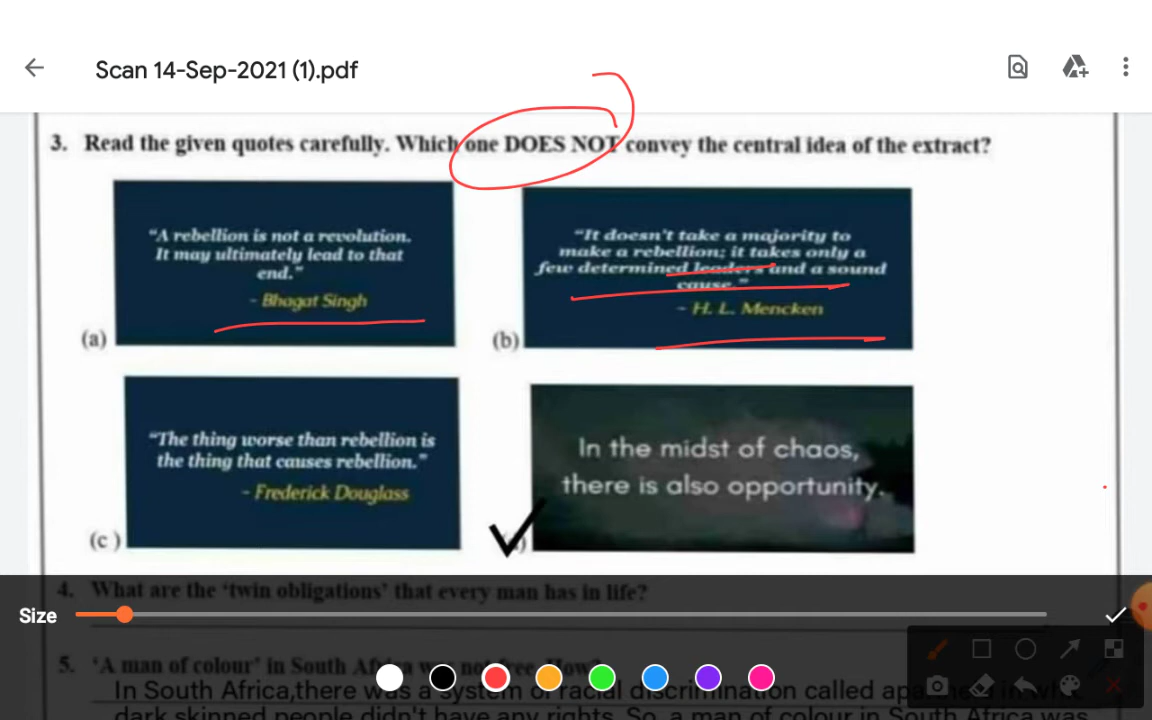 Scan 14-Sep-2021 (1).pdf
3. Read the given quotes carefully. Which one DOES NOT convey the central idea of the extract?
"A rebellion is not a revolution.
It may ultimately lead to that
end."
- Bhagat Singh
(a)
"It doesn't take a majority to
make a rebellion; it takes only a
few determined leaders and a sound
cause."
- H. L. Mencken
(b)
"The thing worse than rebellion is
the thing that causes rebellion."
- Frederick Douglass
(c)
In the midst of chaos,
there is also opportunity.
4. What are the 'twin obligations' that every man has in life?
Size
5. 'A man of colour' in South Africa was not free. How?
In South Africa,there was a system of racial discrimination called
dark skinned people didn't have any rights. So, a man of colour in South Africa was